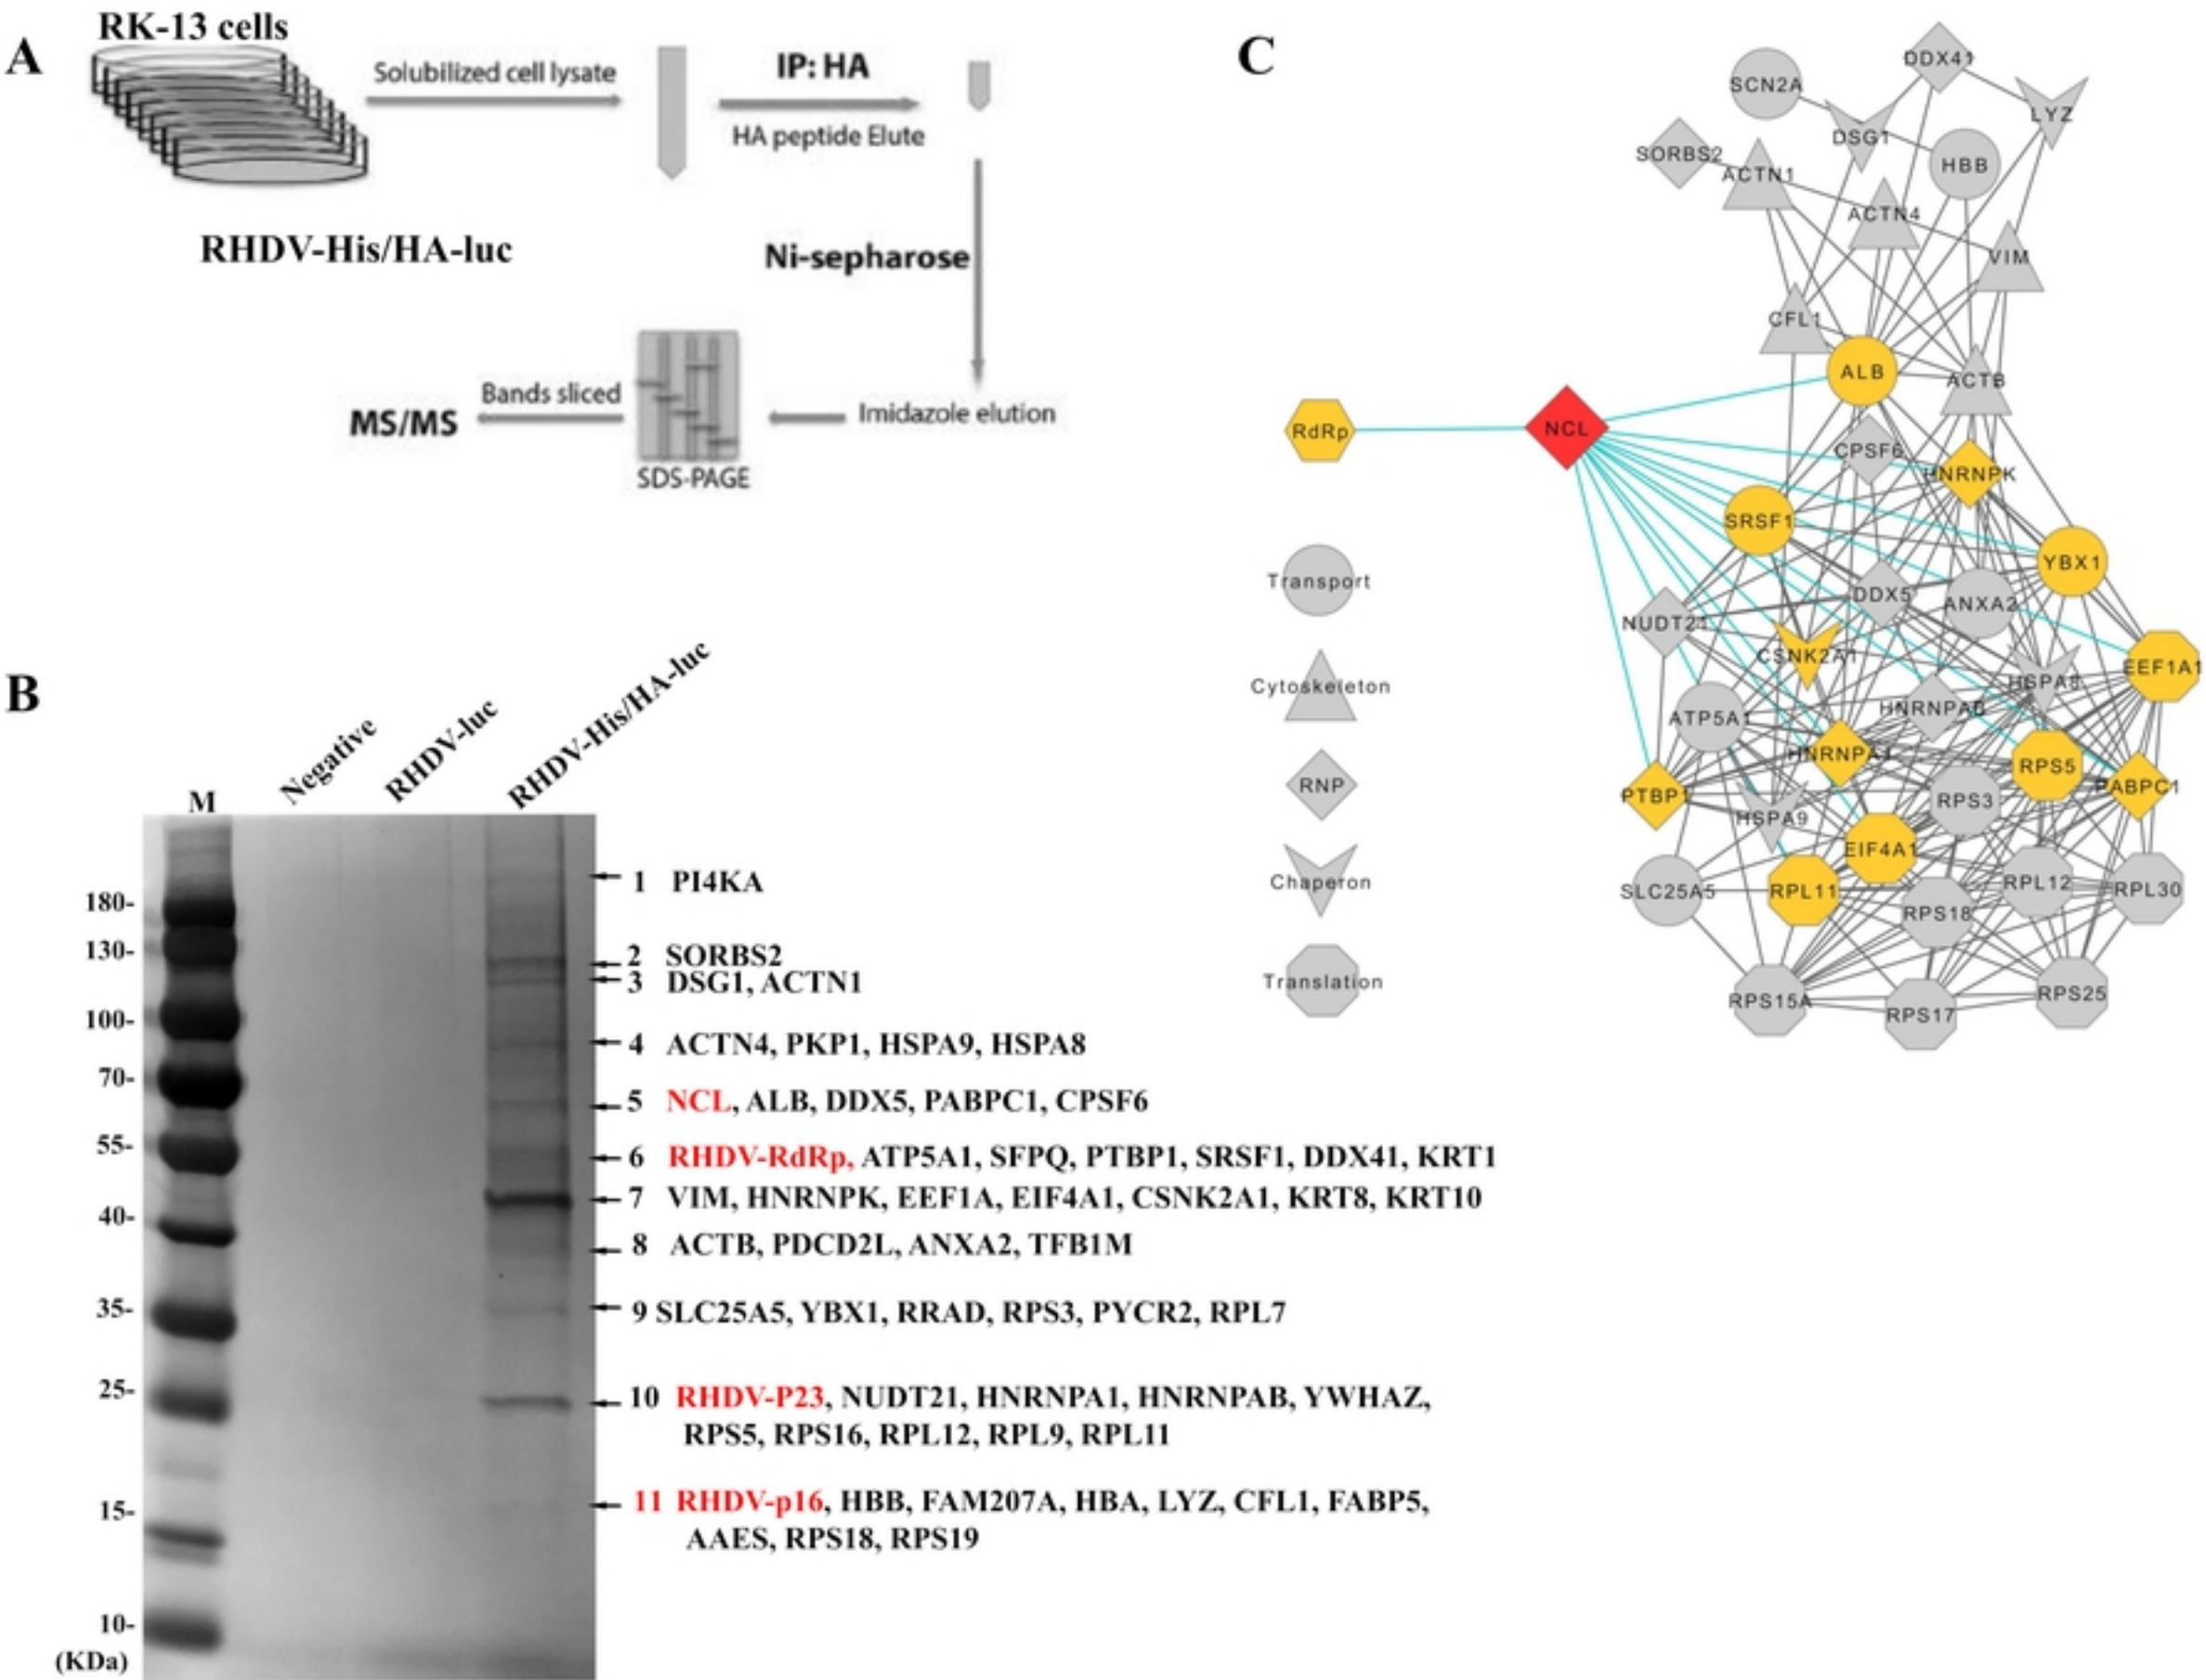 A
RK-13 cells
Solubilized cell lysate
IP: HA
HA peptide Elute
RHDV-His/HA-luc
Ni-sepharose
Imidazole elution
SDS-PAGE
Bands sliced
MS/MS
B
M
Negative
RHDV-luc
RHDV-His/HA-luc
180-
130-
100-
70-
55-
40-
35-
25-
15-
10-
(KDa)
1 PI4KA
2 SORBS2
3 DSG1, ACTN1
4 ACTN4, PKP1, HSPA9, HSPA8
5 NCL, ALB, DDX5, PABPC1, CPSF6
6 RHDV-RdRp, ATP5A1, SFPQ, PTBP1, SRSF1, DDX41, KRT1
7 VIM, HNRNPK, EEF1A, EIF4A1, CSNK2A1, KRT8, KRT10
8 ACTB, PDCD2L, ANXA2, TFB1M
9 SLC25A5, YBX1, RRAD, RPS3, PYCR2, RPL7
10 RHDV-P23, NUDT21, HNRNPA1, HNRNPAB, YWHAZ,
RPS5, RPS16, RPL12, RPL9, RPL11
11 RHDV-p16, HBB, FAM207A, HBA, LYZ, CFL1, FABP5,
AAES, RPS18, RPS19
C
DDX41
SCN2A
LYZ
DSG1
SORBS2
HBB
ACTN1
ACTN4
VIM
CFL1
ALB
ACTB
RdRp
NCL
CPSF6
HNRNPK
SRSF1
YBX1
DDX5
ANXA2
NUDT21
CSNK2A1
EEF1A1
HSPA8
HNRNPAB
ATP5A1
HNRNPA1
RPS5
PABPC1
PTBP1
RPS3
HSPA9
EIF4A1
SLC25A5
RPL11
RPL12
RPL30
RPS18
RPS15A
RPS17
RPS25
Transport
Cytoskeleton
RNP
Chaperon
Translation